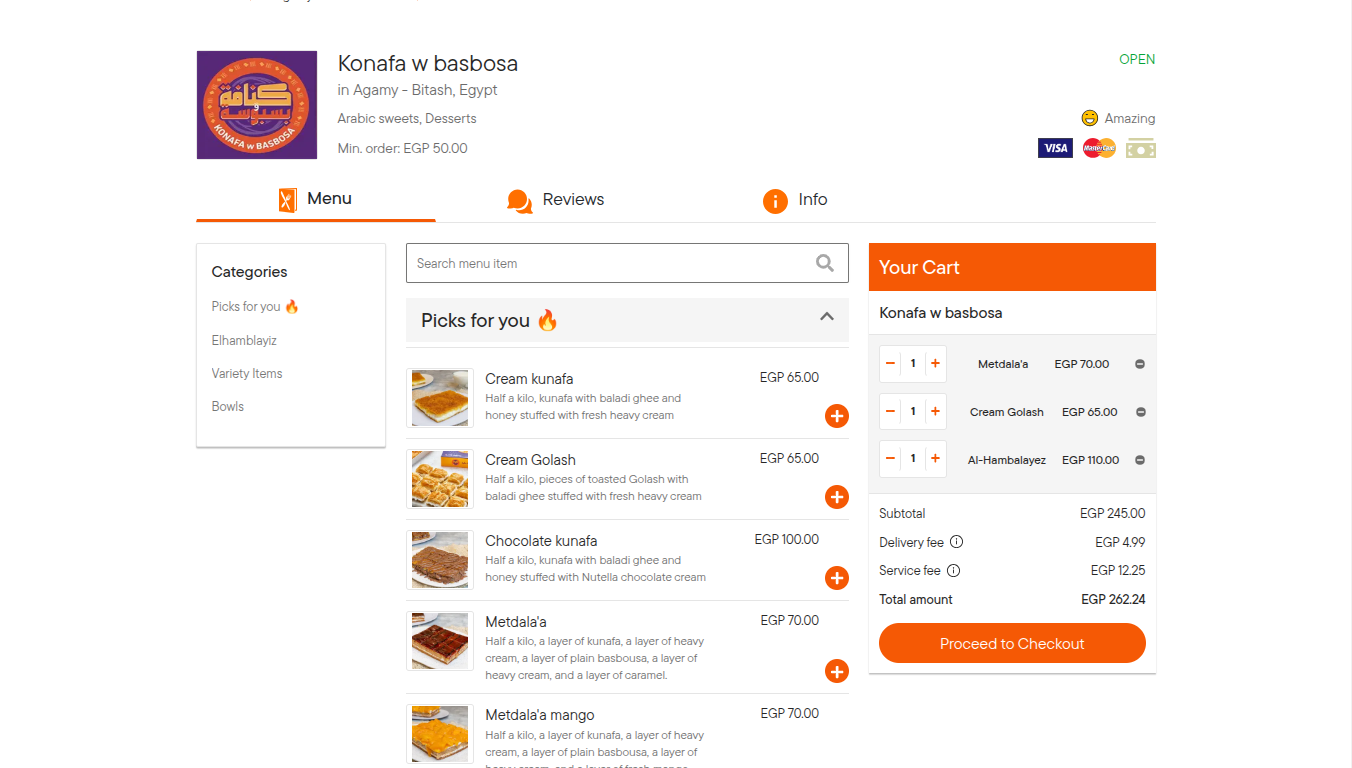 كنافة
و
بسبوسة
KONAFA w BASBOSA
Konafa w basbosa
in Agamy - Bitash, Egypt
Arabic sweets, Desserts
Min. order: EGP 50.00
OPEN
Amazing
VISA
MasterCard
Menu
Reviews
Info
Categories
Picks for you 🔥
Elhamblayiz
Variety Items
Bowls
Search menu item
Picks for you 🔥
Cream kunafa
EGP 65.00
Half a kilo, kunafa with baladi ghee and
honey stuffed with fresh heavy cream
Cream Golash
EGP 65.00
Half a kilo, pieces of toasted Golash with
baladi ghee stuffed with fresh heavy cream
Chocolate kunafa
EGP 100.00
Half a kilo, kunafa with baladi ghee and
honey stuffed with Nutella chocolate cream
Metdala'a
EGP 70.00
Half a kilo, a layer of kunafa, a layer of heavy
cream, a layer of plain basbousa, a layer of
heavy cream, and a layer of caramel.
Metdala'a mango
EGP 70.00
Half a kilo, a layer of kunafa, a layer of heavy
cream, a layer of plain basbousa, a layer of
heavy cream, and a layer of fresh mango
Your Cart
Konafa w basbosa
1 Metdala'a EGP 70.00
1 Cream Golash EGP 65.00
1 Al-Hambalayez EGP 110.00
Subtotal EGP 245.00
Delivery fee EGP 4.99
Service fee EGP 12.25
Total amount EGP 262.24
Proceed to Checkout